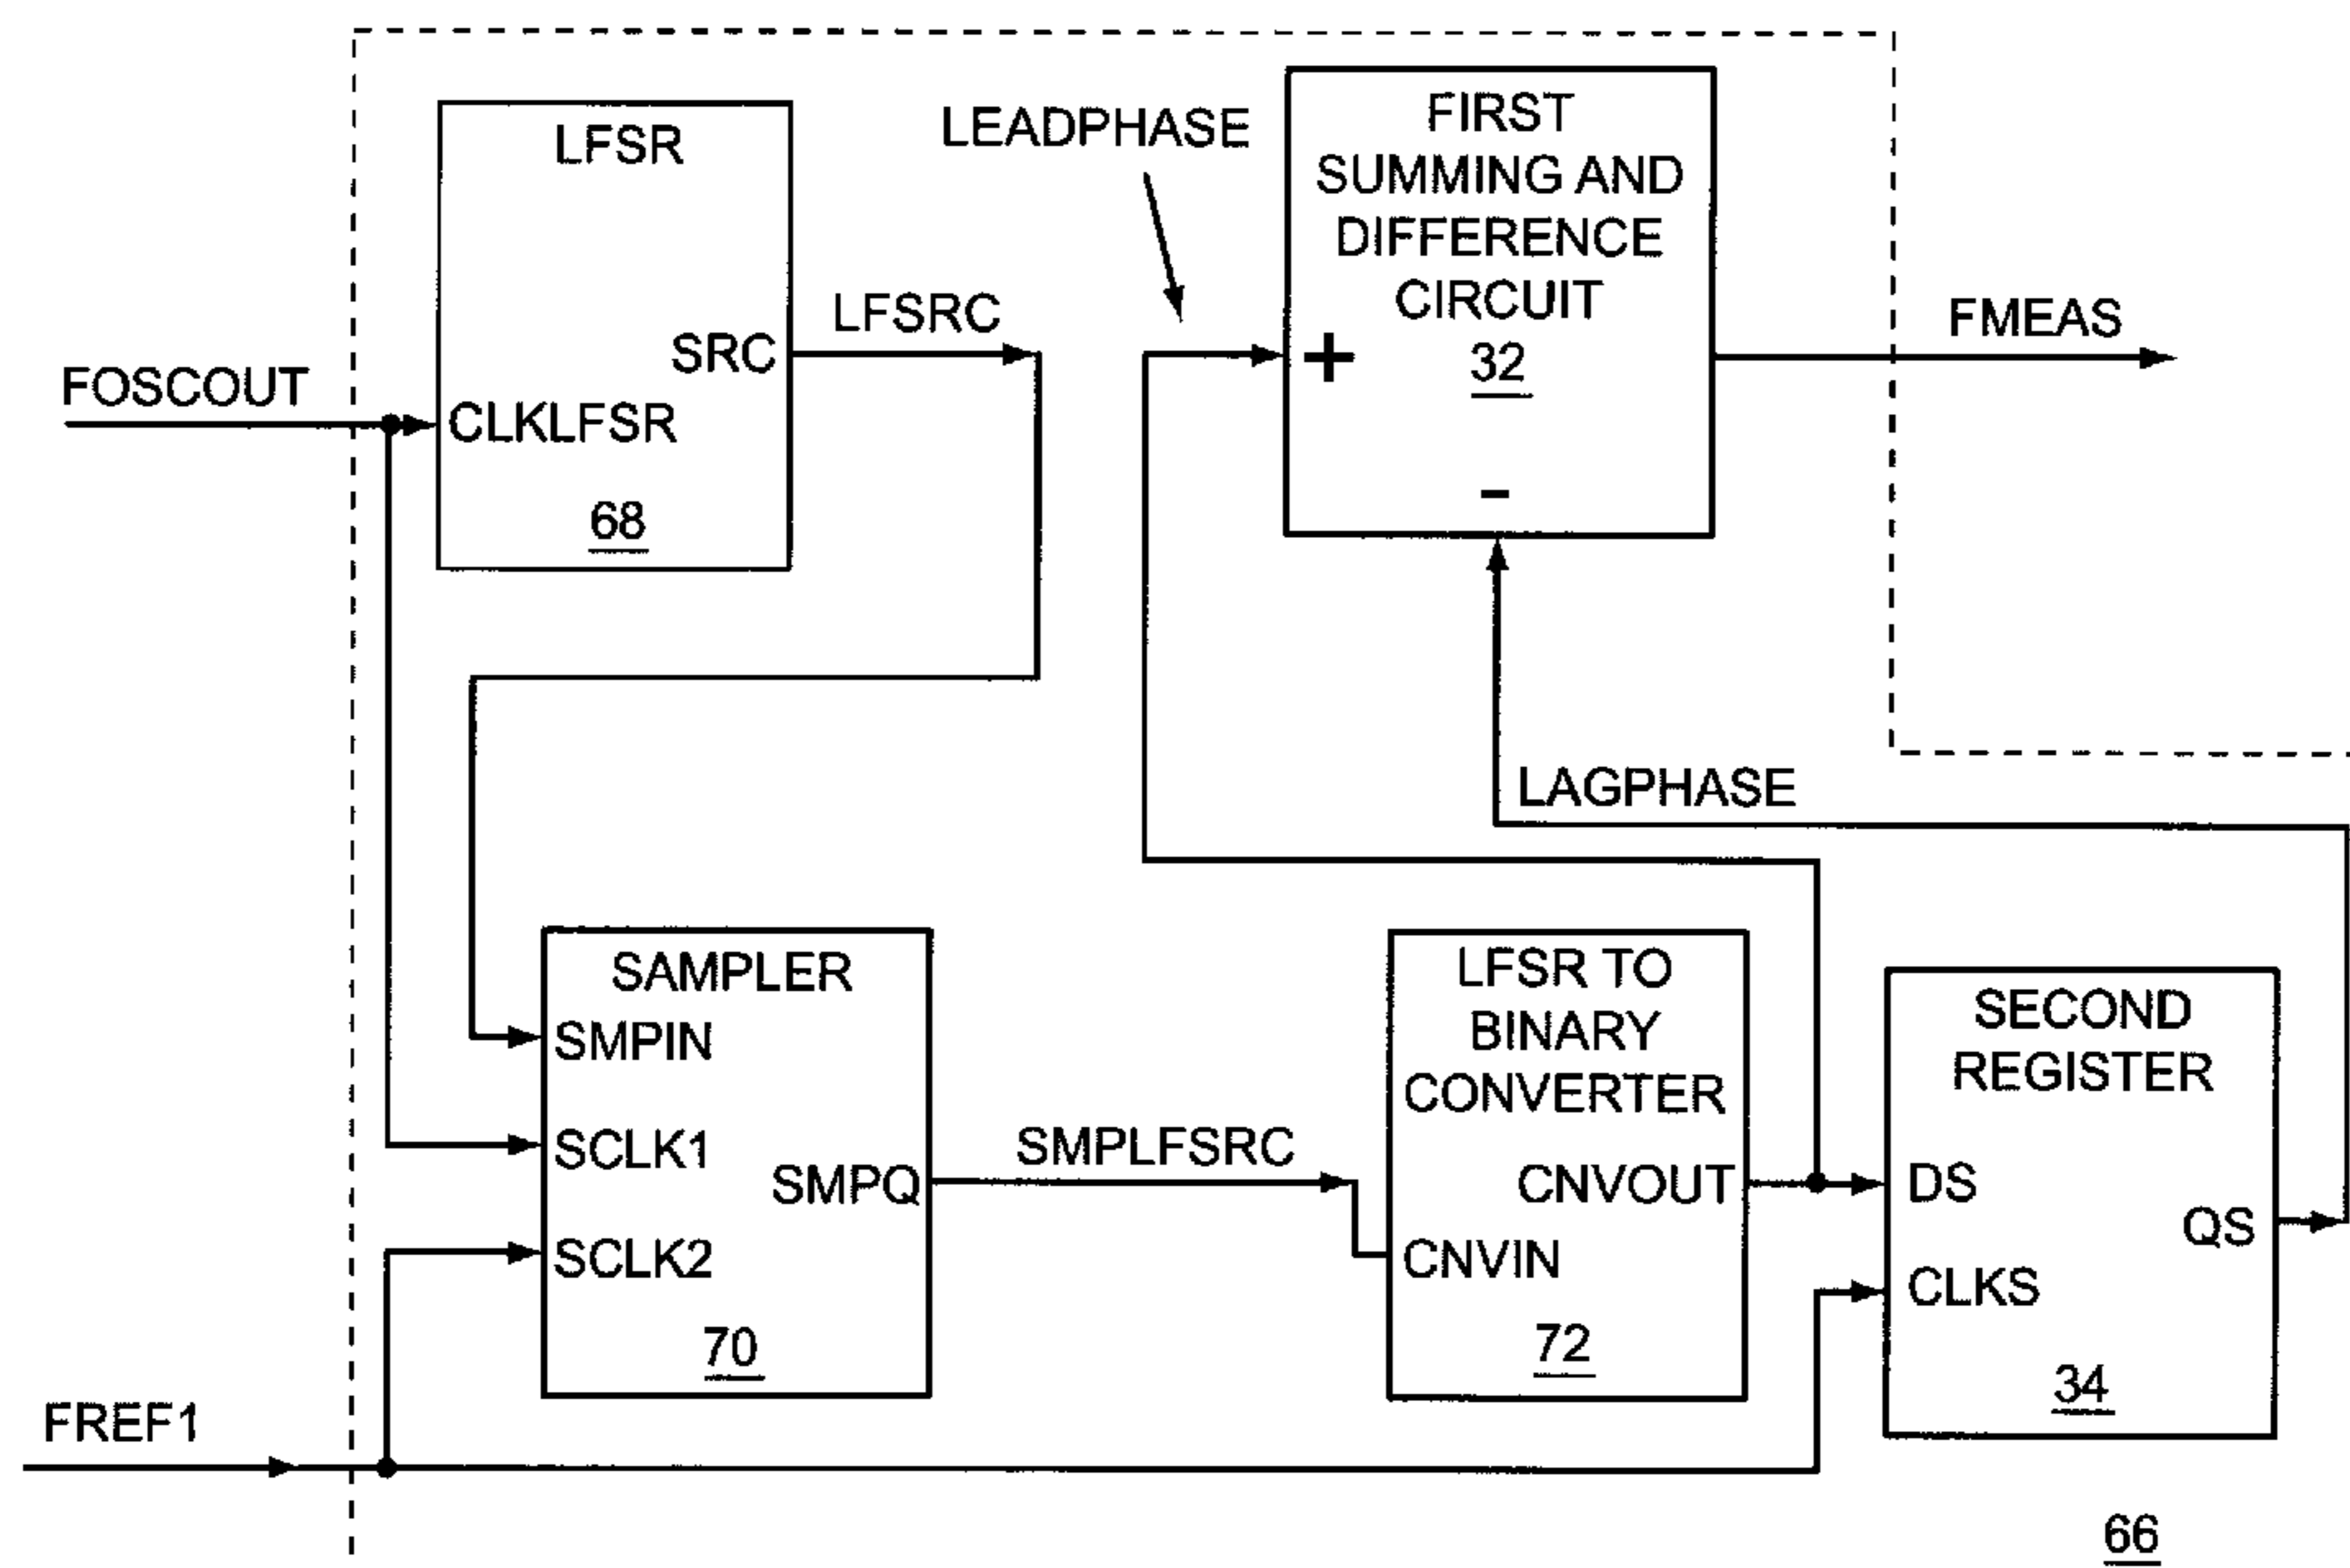 LFSR
SRC
CLKLFSR
68
FOSCOUT
LFSRC
LEADPHASE
FIRST
SUMMING AND
DIFFERENCE
CIRCUIT
32
+
-
FMEAS
LAGPHASE
SAMPLER
SMPIN
SCLK1
SMPQ
SCLK2
70
SMPLFSRC
LFSR TO
BINARY
CONVERTER
CNVOUT
CNVIN
72
SECOND
REGISTER
DS
QS
CLKS
34
FREF1
66